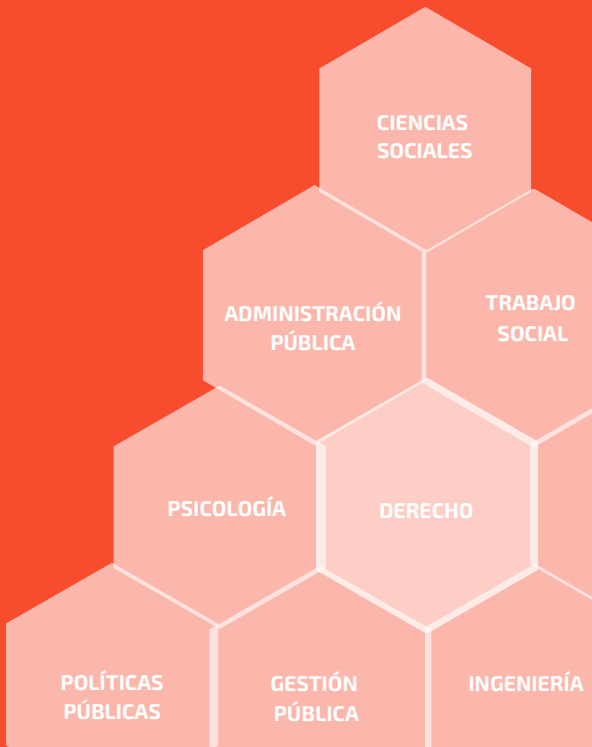 CIENCIAS
SOCIALES
ADMINISTRACIÓN
PÚBLICA
TRABAJO
SOCIAL
PSICOLOGÍA
DERECHO
POLÍTICAS
PÚBLICAS
GESTIÓN
PÚBLICA
INGENIERÍA